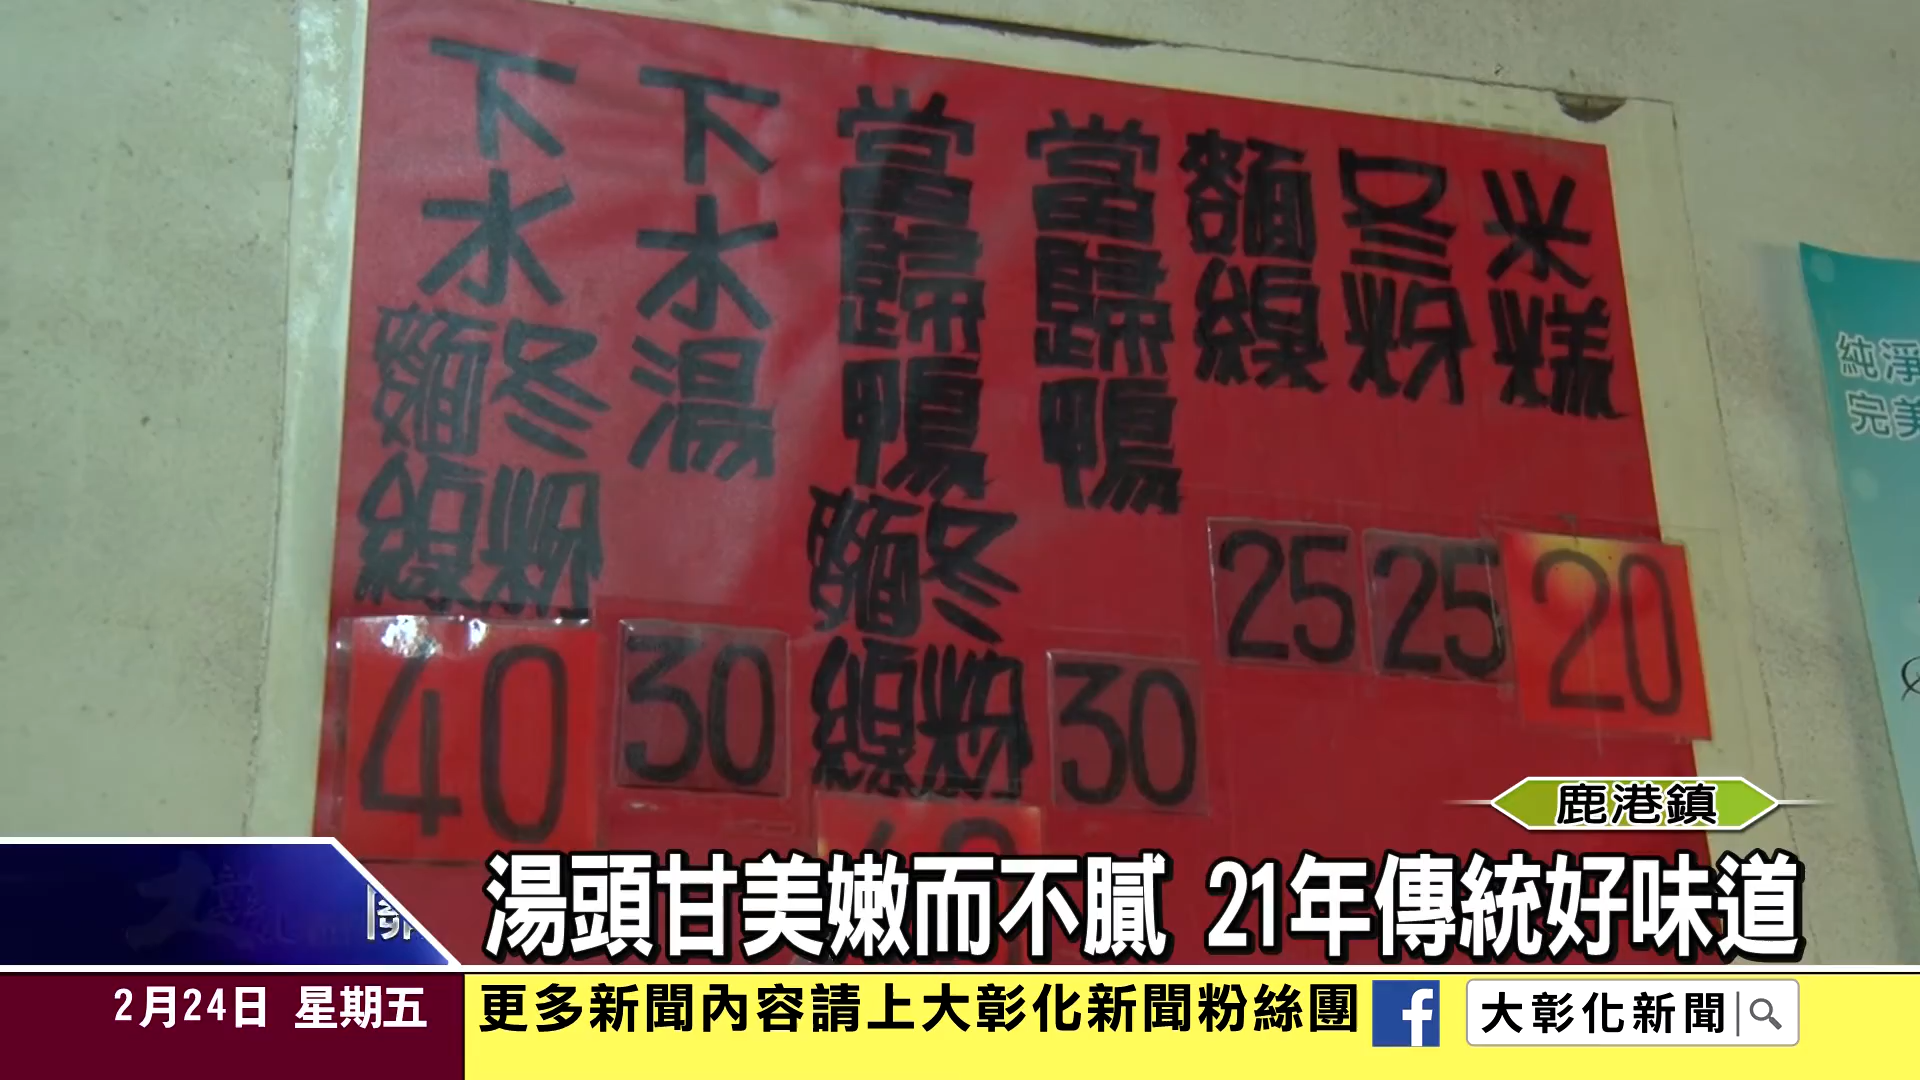 米糕
20
冬粉
25
麵線
25
當歸鴨
30
當歸鴨
冬粉
麵線
下水湯
30
下水
冬粉
麵線
40
純淨
完美
鹿港鎮
湯頭甘美嫩而不膩 21年傳統好味道
2月24日 星期五
更多新聞內容請上大彰化新聞粉絲團
大彰化新聞